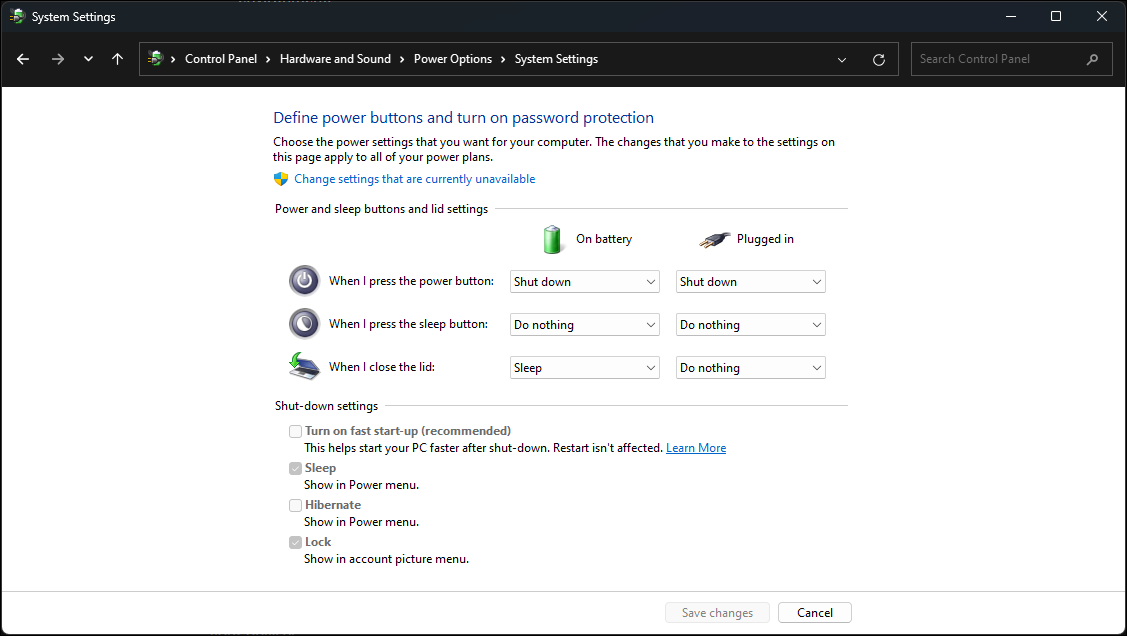 System Settings
Control Panel > Hardware and Sound > Power Options > System Settings
Search Control Panel
Define power buttons and turn on password protection
Choose the power settings that you want for your computer. The changes that you make to the settings on
this page apply to all of your power plans.
Change settings that are currently unavailable
Power and sleep buttons and lid settings
On battery Plugged in
When I press the power button: Shut down Shut down
When I press the sleep button: Do nothing Do nothing
When I close the lid: Sleep Do nothing
Shut-down settings
Turn on fast start-up (recommended)
This helps start your PC faster after shut-down. Restart isn't affected. Learn More
Sleep
Show in Power menu.
Hibernate
Show in Power menu.
Lock
Show in account picture menu.
Save changes Cancel